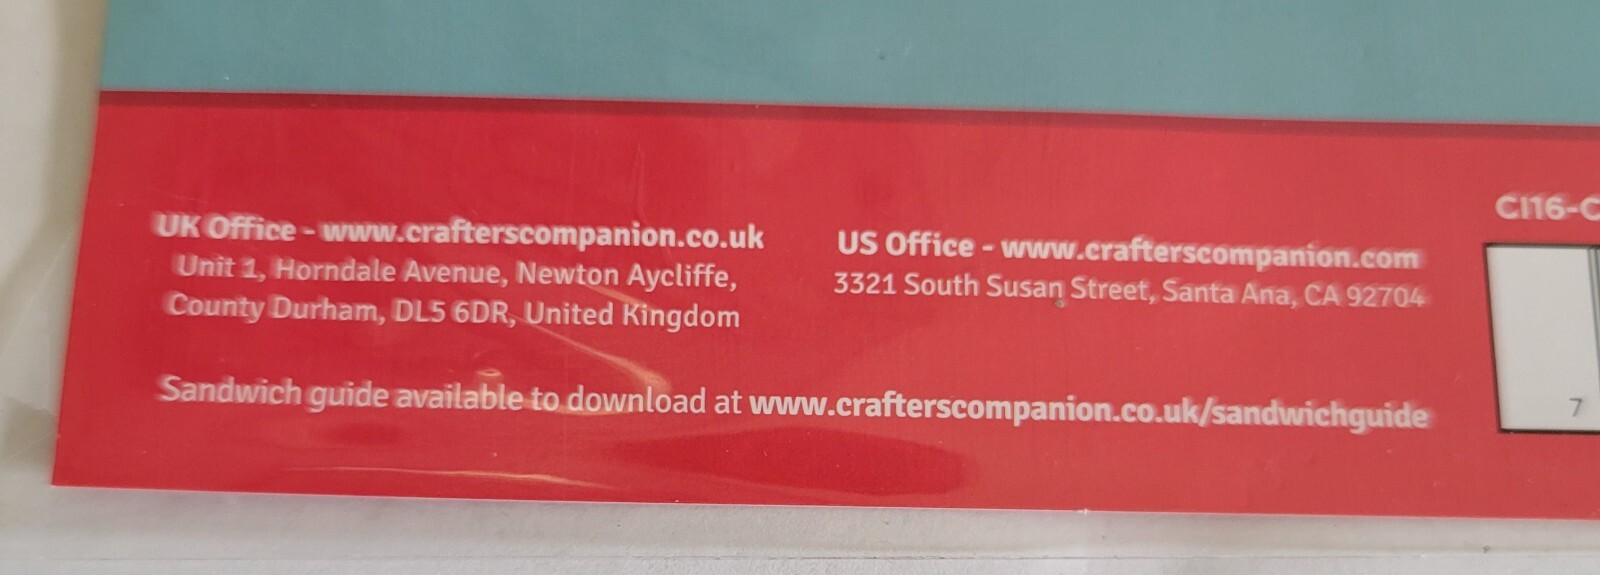 UK Office - www.crafterscompanion.co.uk
Unit 1, Horndale Avenue, Newton Aycliffe,
County Durham, DL5 6DR, United Kingdom
US Office - www.crafterscompanion.com
3321 South Susan Street, Santa Ana, CA 92704
Sandwich guide available to download at www.crafterscompanion.co.uk/sandwichguide
CI16-C
7